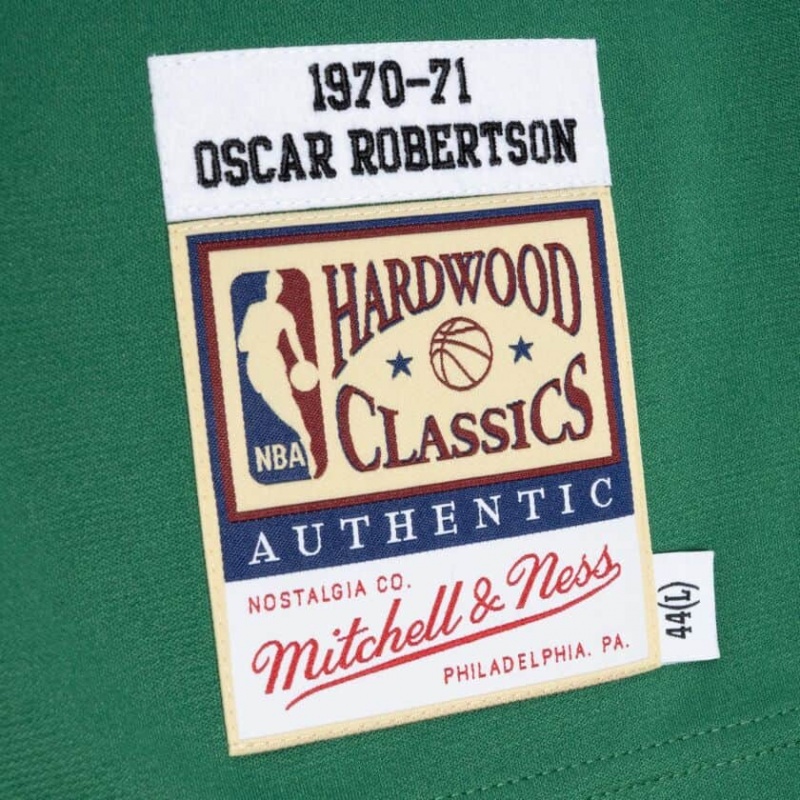 1970-71
OSCAR ROBERTSON
HARDWOOD
CLASSICS
NBA
AUTHENTIC
NOSTALGIA CO.
Mitchell & Ness
PHILADELPHIA. PA.
44(L)